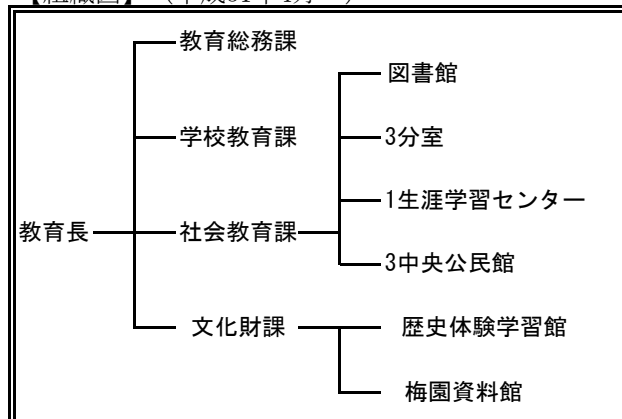 教育総務課
図書館
学校教育課
3分室
1生涯学習センター
教育長
社会教育課
3中央公民館
文化財課
歴史体験学習館
梅園資料館